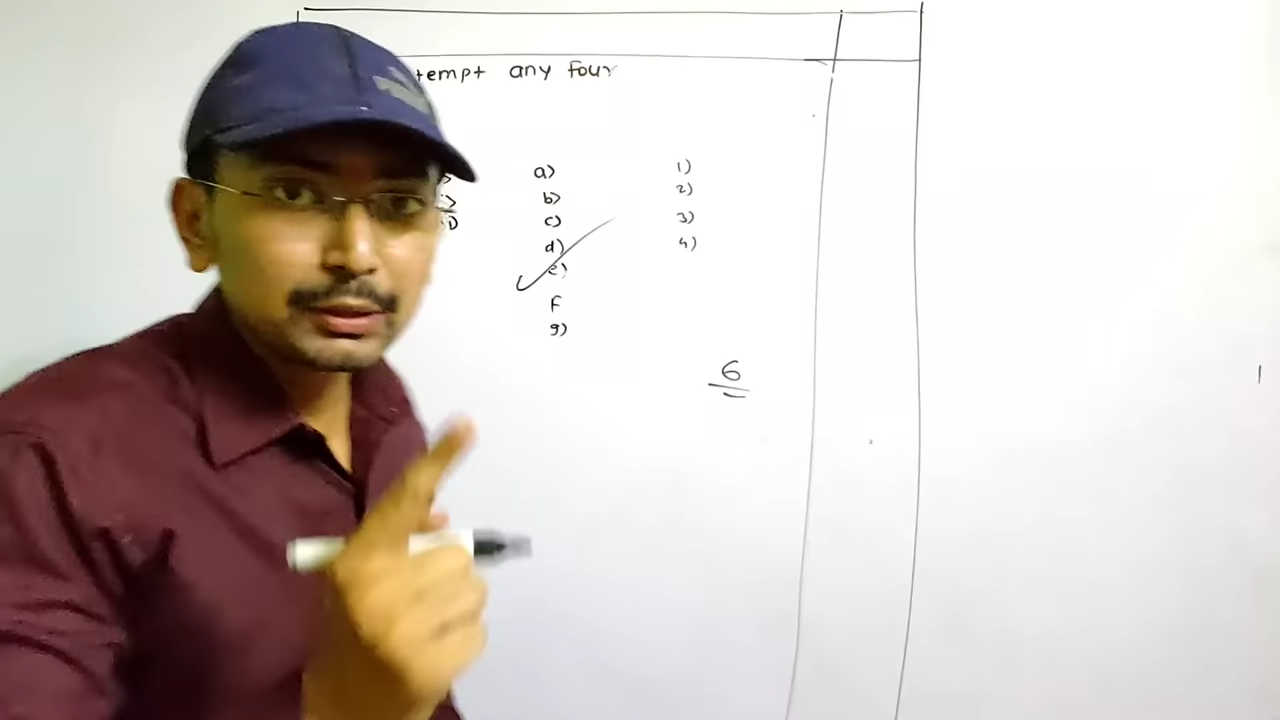 tempt any four
a) 1)
b) 2)
c) 3)
d) 4)
e)
f
g)
6